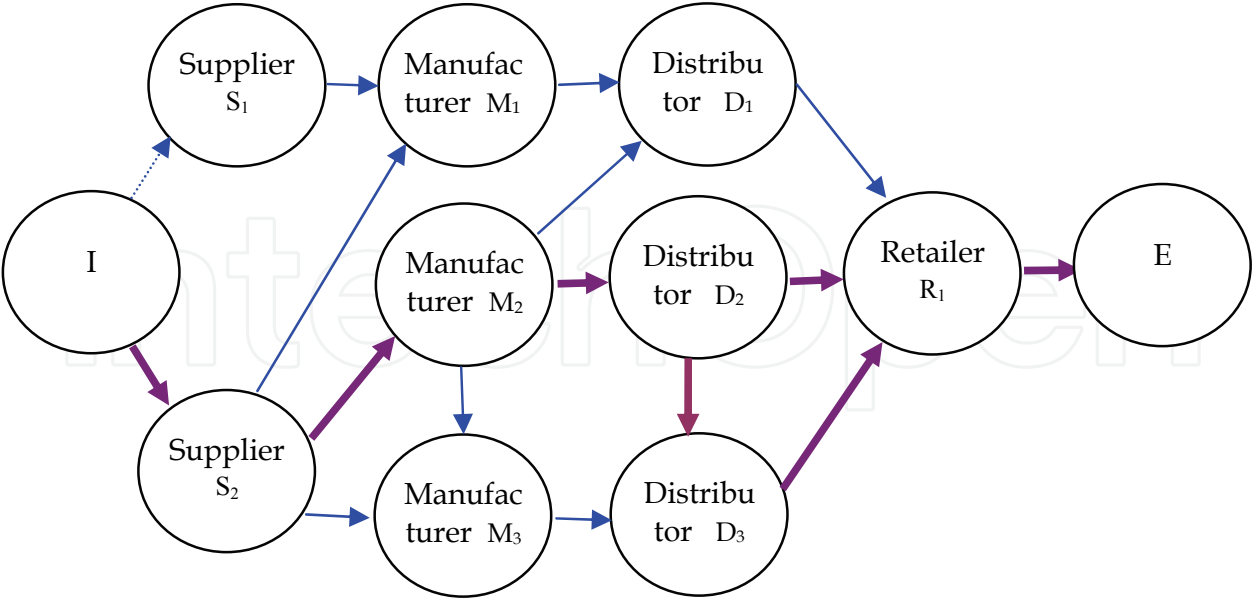 Supplier
S1
Manufac
turer M1
Distribu
tor D1
I
Manufac
turer M2
Distribu
tor D2
Retailer
R1
E
Supplier
S2
Manufac
turer M3
Distribu
tor D3
IntechOpen